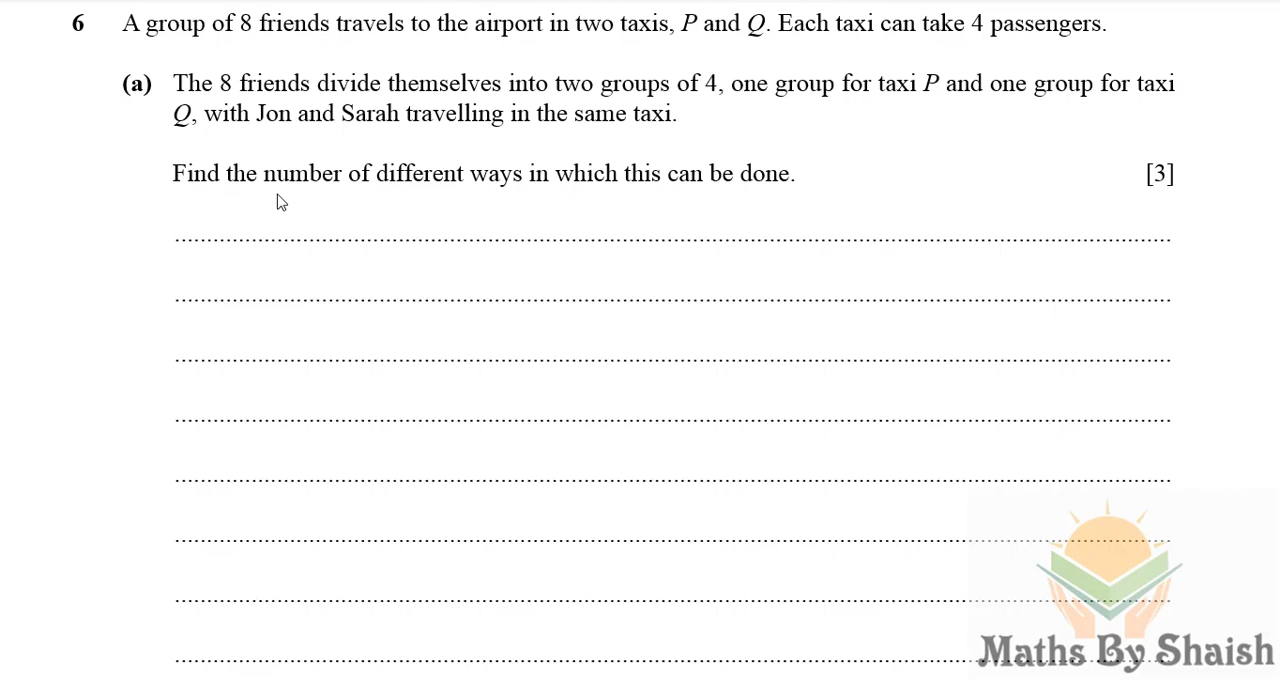 6 A group of 8 friends travels to the airport in two taxis, P and Q. Each taxi can take 4 passengers.
(a) The 8 friends divide themselves into two groups of 4, one group for taxi P and one group for taxi
Q, with Jon and Sarah travelling in the same taxi.
Find the number of different ways in which this can be done. [3]
Maths By Shaish